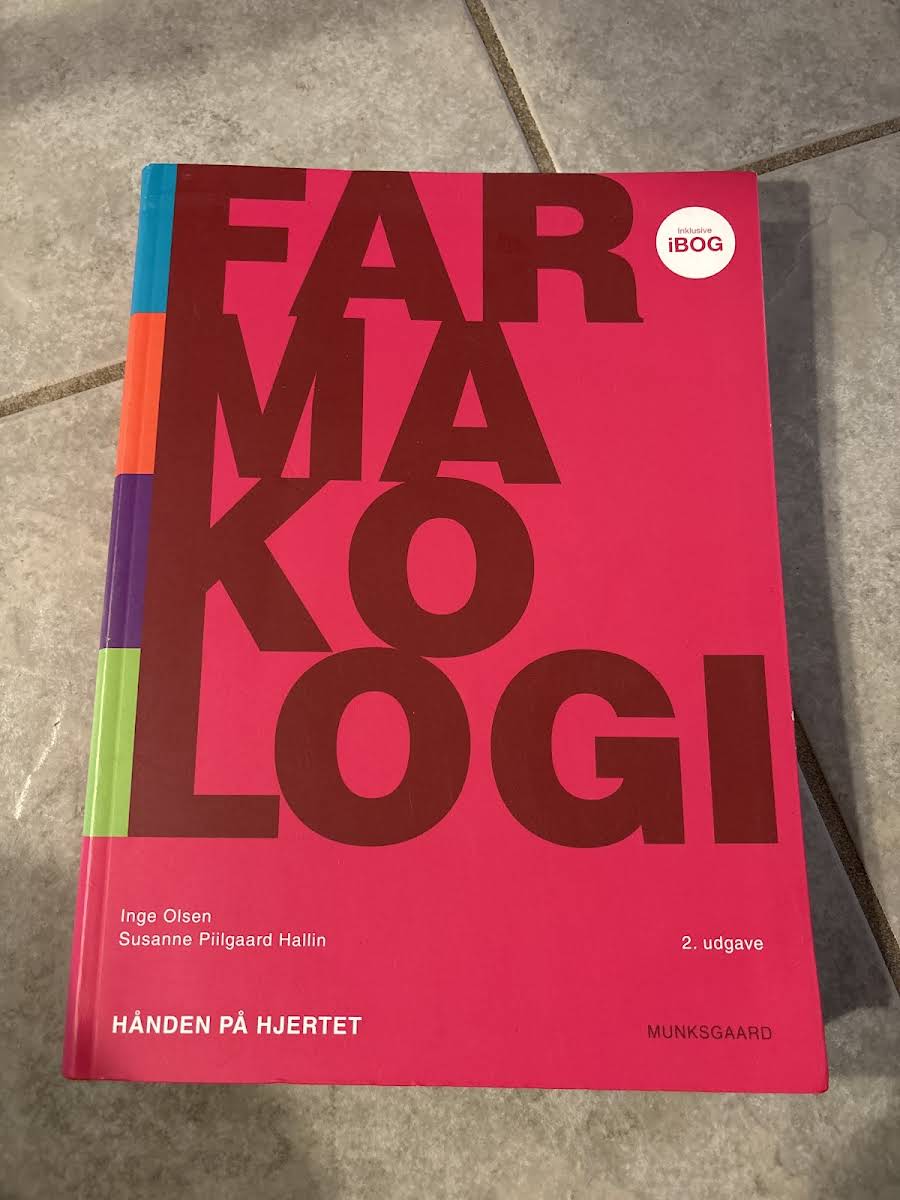 FAR
MA
KO
LOGI
Inklusive
iBOG
Inge Olsen
Susanne Piilgaard Hallin
2. udgave
HÅNDEN PÅ HJERTET
MUNKSGAARD